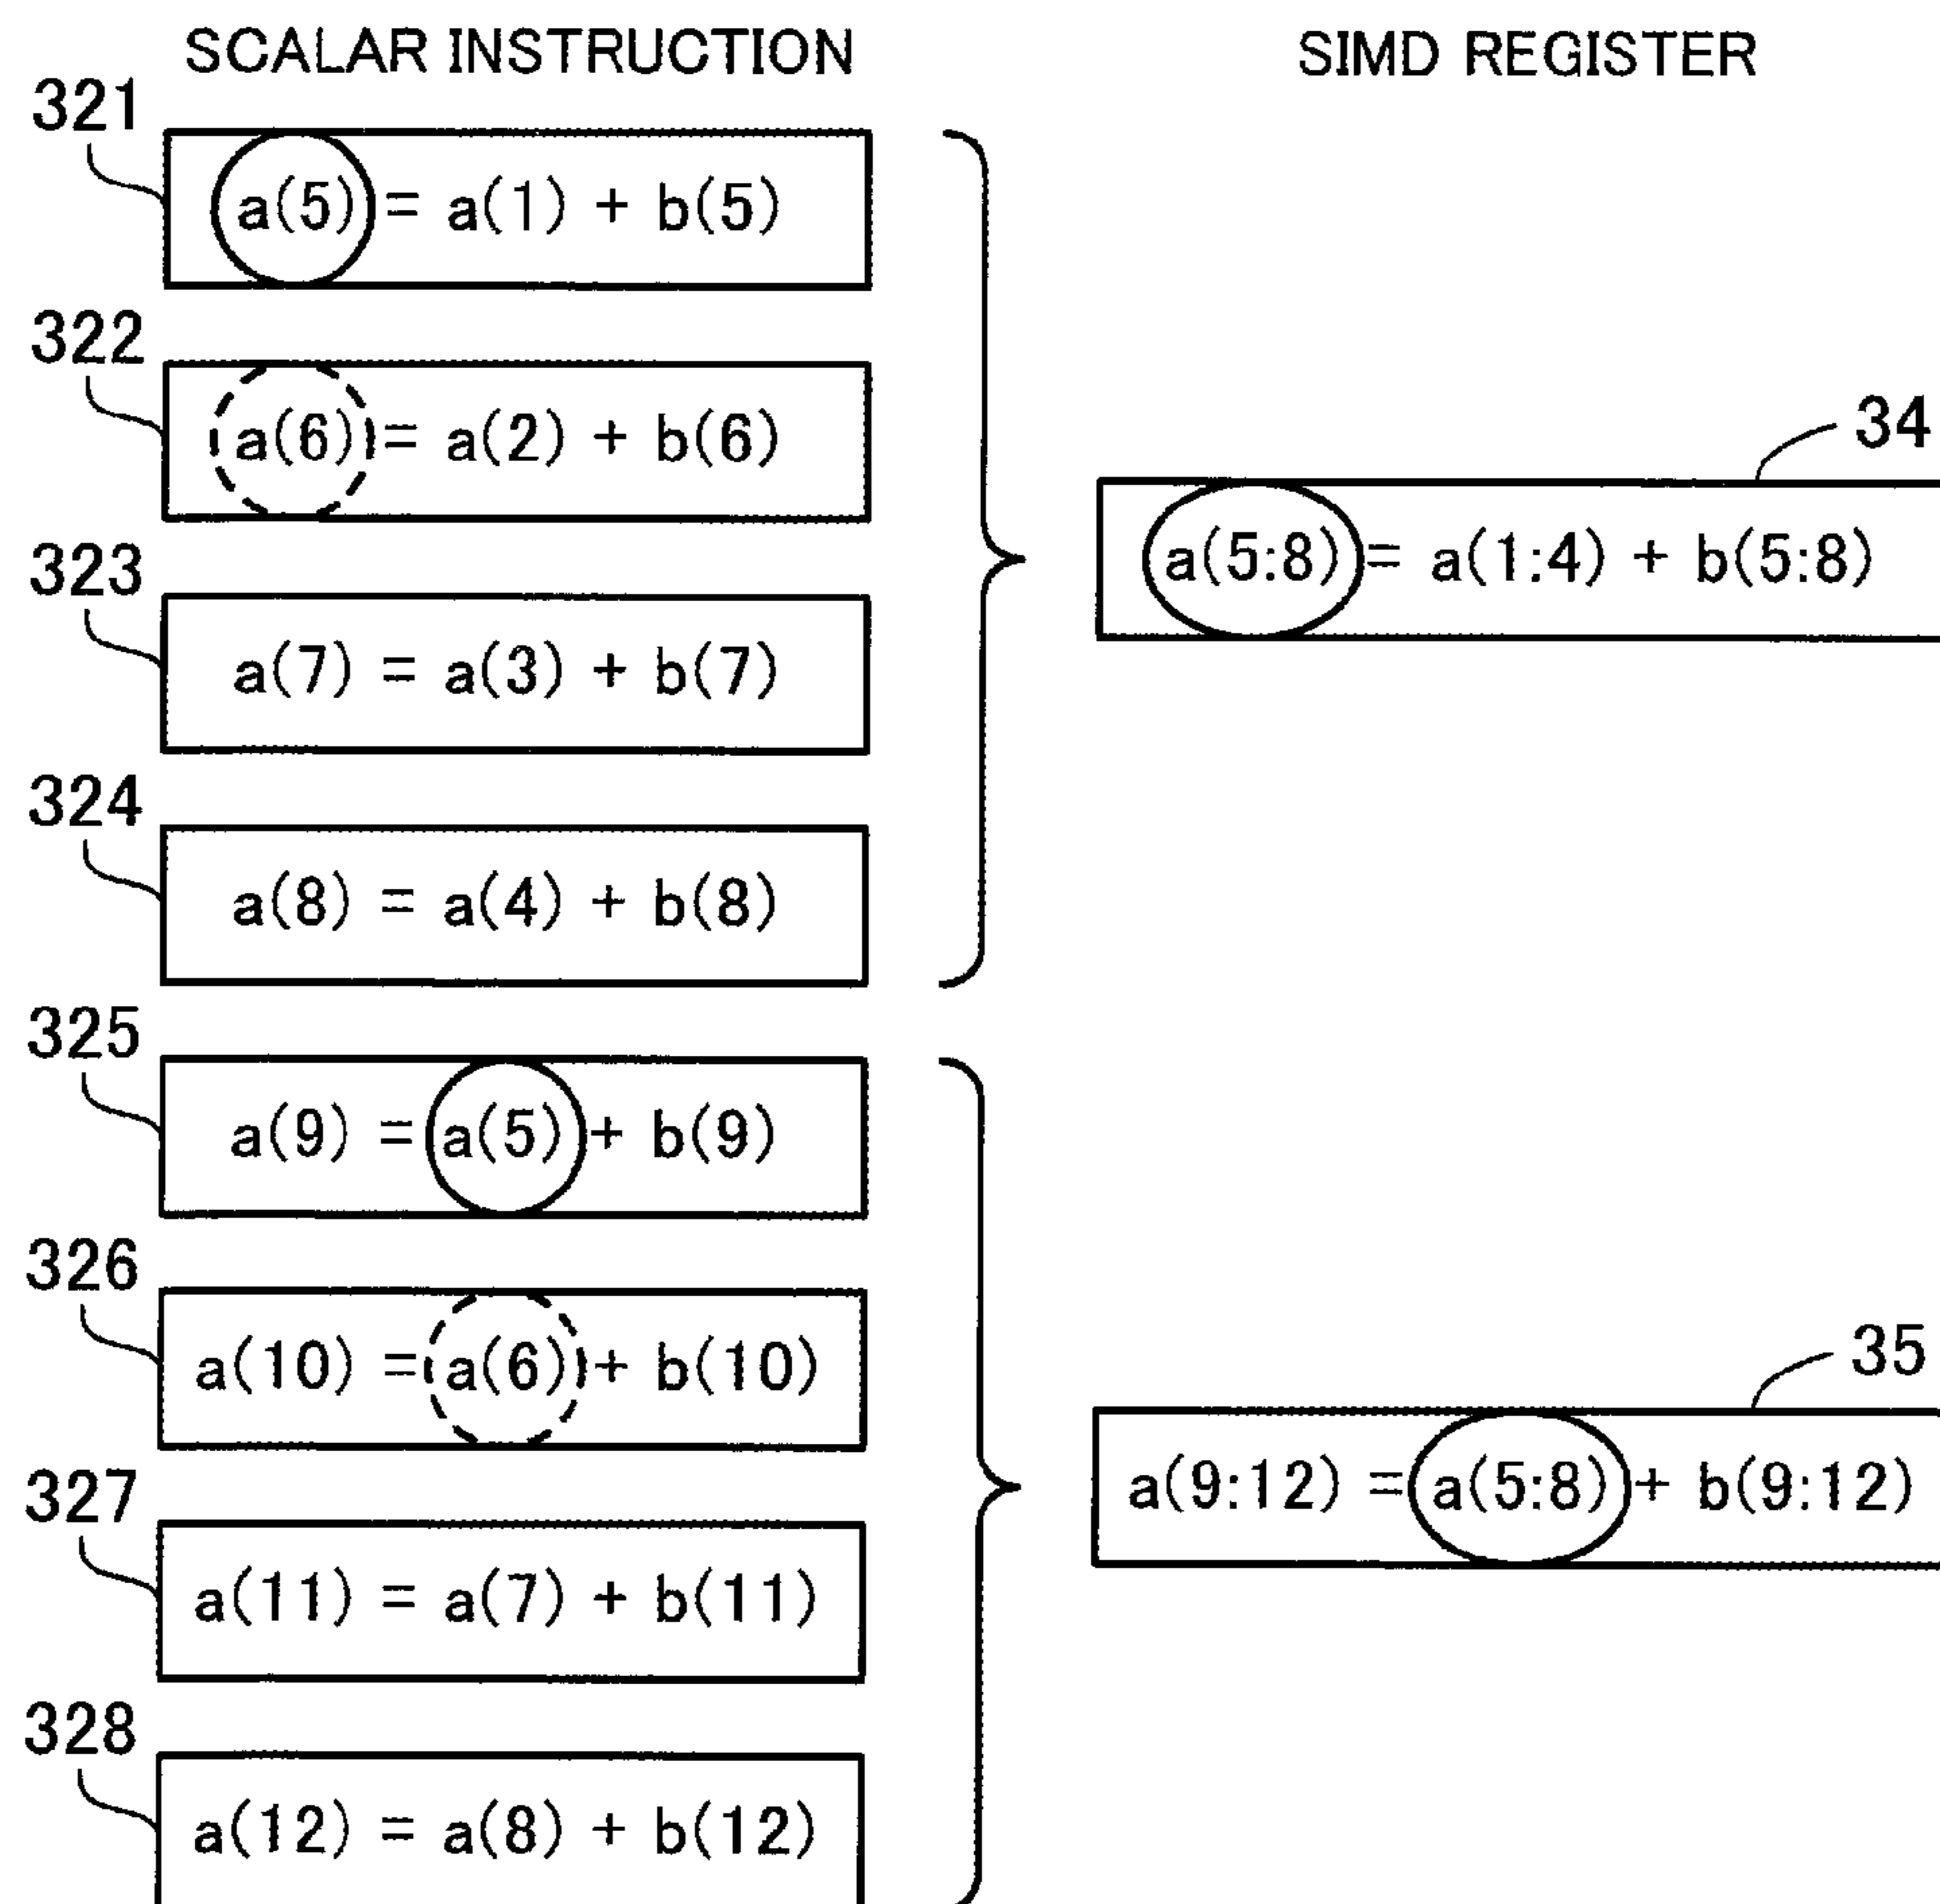 SCALAR INSTRUCTION
SIMD REGISTER
321
a(5) = a(1) + b(5)
322
a(6) = a(2) + b(6)
34
323
a(5:8) = a(1:4) + b(5:8)
a(7) = a(3) + b(7)
324
a(8) = a(4) + b(8)
325
a(9) = a(5) + b(9)
326
a(10) = a(6) + b(10)
35
327
a(9:12) = a(5:8) + b(9:12)
a(11) = a(7) + b(11)
328
a(12) = a(8) + b(12)